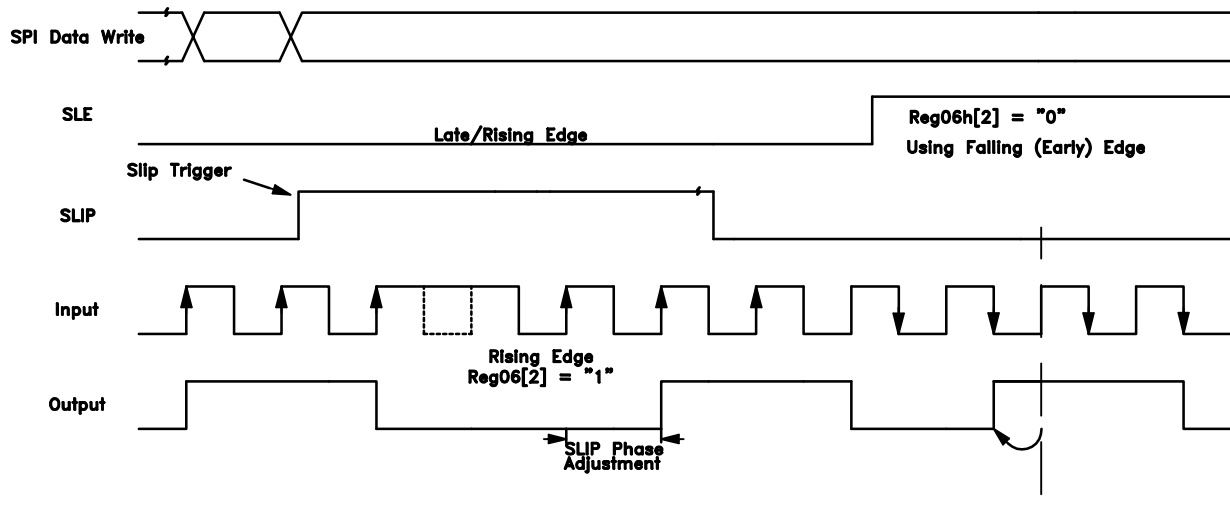 SPI Data Write
SLE
Late/Rising Edge
Reg06h[2] = "0"
Using Falling (Early) Edge
Slip Trigger
SLIP
Input
Rising Edge
Reg06[2] = "1"
Output
SLIP Phase
Adjustment